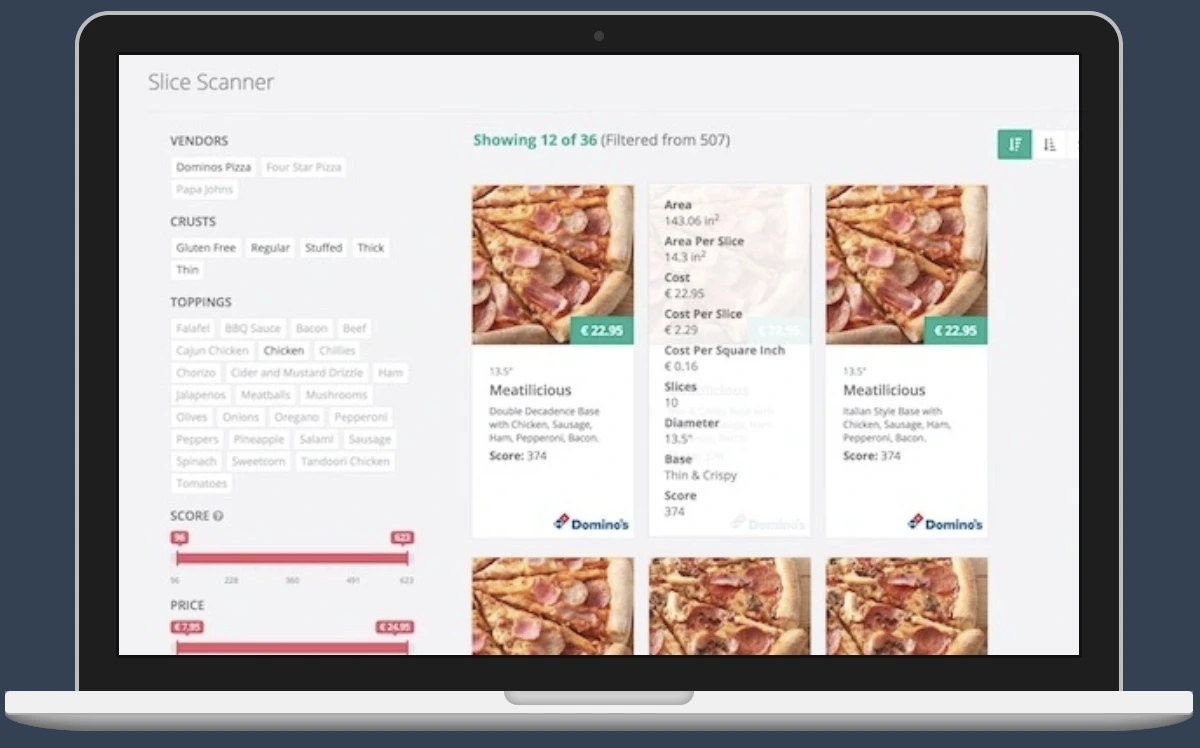 Slice Scanner
VENDORS
Dominos Pizza Four Star Pizza
Papa Johns
CRUSTS
Gluten Free Regular Stuffed Thick
Thin
TOPPINGS
Falafel BBQ Sauce Bacon Beef
Cajun Chicken Chicken Chillies
Chorizo Cider and Mustard Drizzle Ham
Jalapenos Meatballs Mushrooms
Olives Onions Oregano Pepperoni
Peppers Pineapple Salami Sausage
Spinach Sweetcorn Tandoori Chicken
Tomatoes
SCORE
96 623
96 228 360 491 623
PRICE
€7.95 €24.95
Showing 12 of 36 (Filtered from 507)
€ 22.95
13.5"
Meatilicious
Double Decadence Base
with Chicken, Sausage,
Ham, Pepperoni, Bacon.
Score: 374
Domino's
Area
143.06 in²
Area Per Slice
14.3 in²
Cost
€ 22.95
Cost Per Slice
€ 2.29
Cost Per Square Inch
€ 0.16
Slices
10
Diameter
13.5"
Base
Thin & Crispy
Score
374
Domino's
€ 22.95
13.5"
Meatilicious
Italian Style Base with
Chicken, Sausage, Ham,
Pepperoni, Bacon.
Score: 374
Domino's